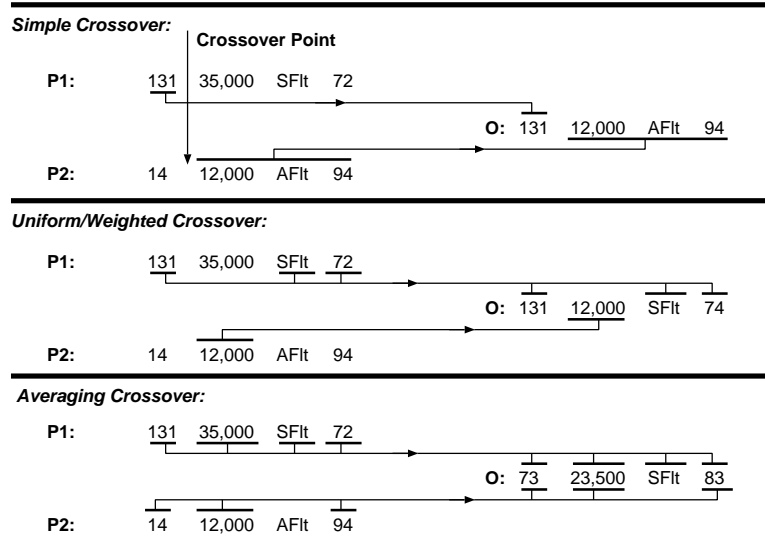 Simple Crossover:
Crossover Point
P1: 131 35,000 SFlt 72
O: 131 12,000 AFlt 94
P2: 14 12,000 AFlt 94
Uniform/Weighted Crossover:
P1: 131 35,000 SFlt 72
O: 131 12,000 SFlt 74
P2: 14 12,000 AFlt 94
Averaging Crossover:
P1: 131 35,000 SFlt 72
O: 73 23,500 SFlt 83
P2: 14 12,000 AFlt 94